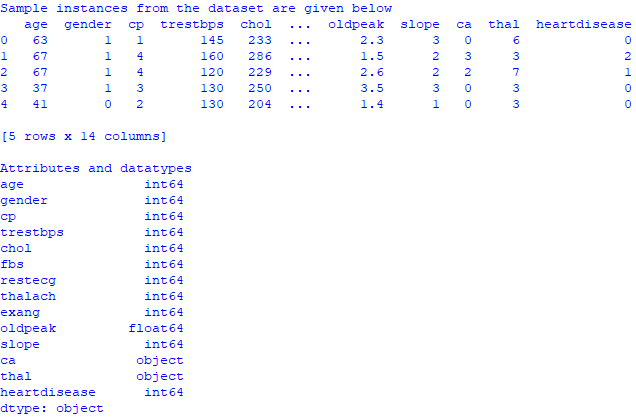 Sample instances from the dataset are given below
   age  gender  cp  trestbps  chol  ...  oldpeak  slope  ca  thal  heartdisease
0   63       1   1       145   233  ...      2.3      3   0     6             0
1   67       1   4       160   286  ...      1.5      2   3     3             2
2   67       1   4       120   229  ...      2.6      2   2     7             1
3   37       1   3       130   250  ...      3.5      3   0     3             0
4   41       0   2       130   204  ...      1.4      1   0     3             0
[5 rows x 14 columns]
Attributes and datatypes
age               int64
gender            int64
cp                int64
trestbps          int64
chol              int64
fbs               int64
restecg           int64
thalach           int64
exang             int64
oldpeak         float64
slope             int64
ca               object
thal             object
heartdisease      int64
dtype: object